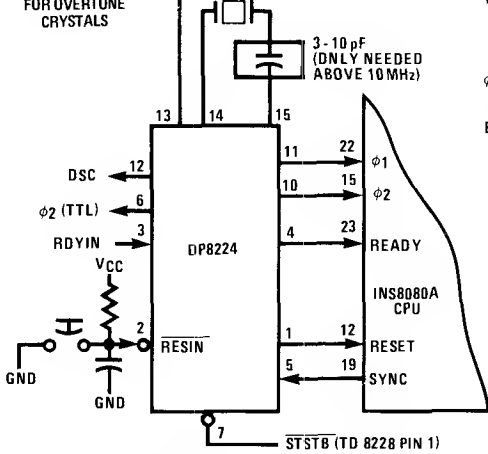 FOR OVERTONE
CRYSTALS
3-10 pF
(ONLY NEEDED
ABOVE 10 MHz)
13
14
15
11
22
φ1
DSC
12
10
15
φ2
φ2 (TTL)
6
RDYIN
3
4
23
READY
DP8224
VCC
INS8080A
CPU
2
RESIN
1
12
RESET
5
19
SYNC
GND
GND
7
STSTB (TO 8228 PIN 1)